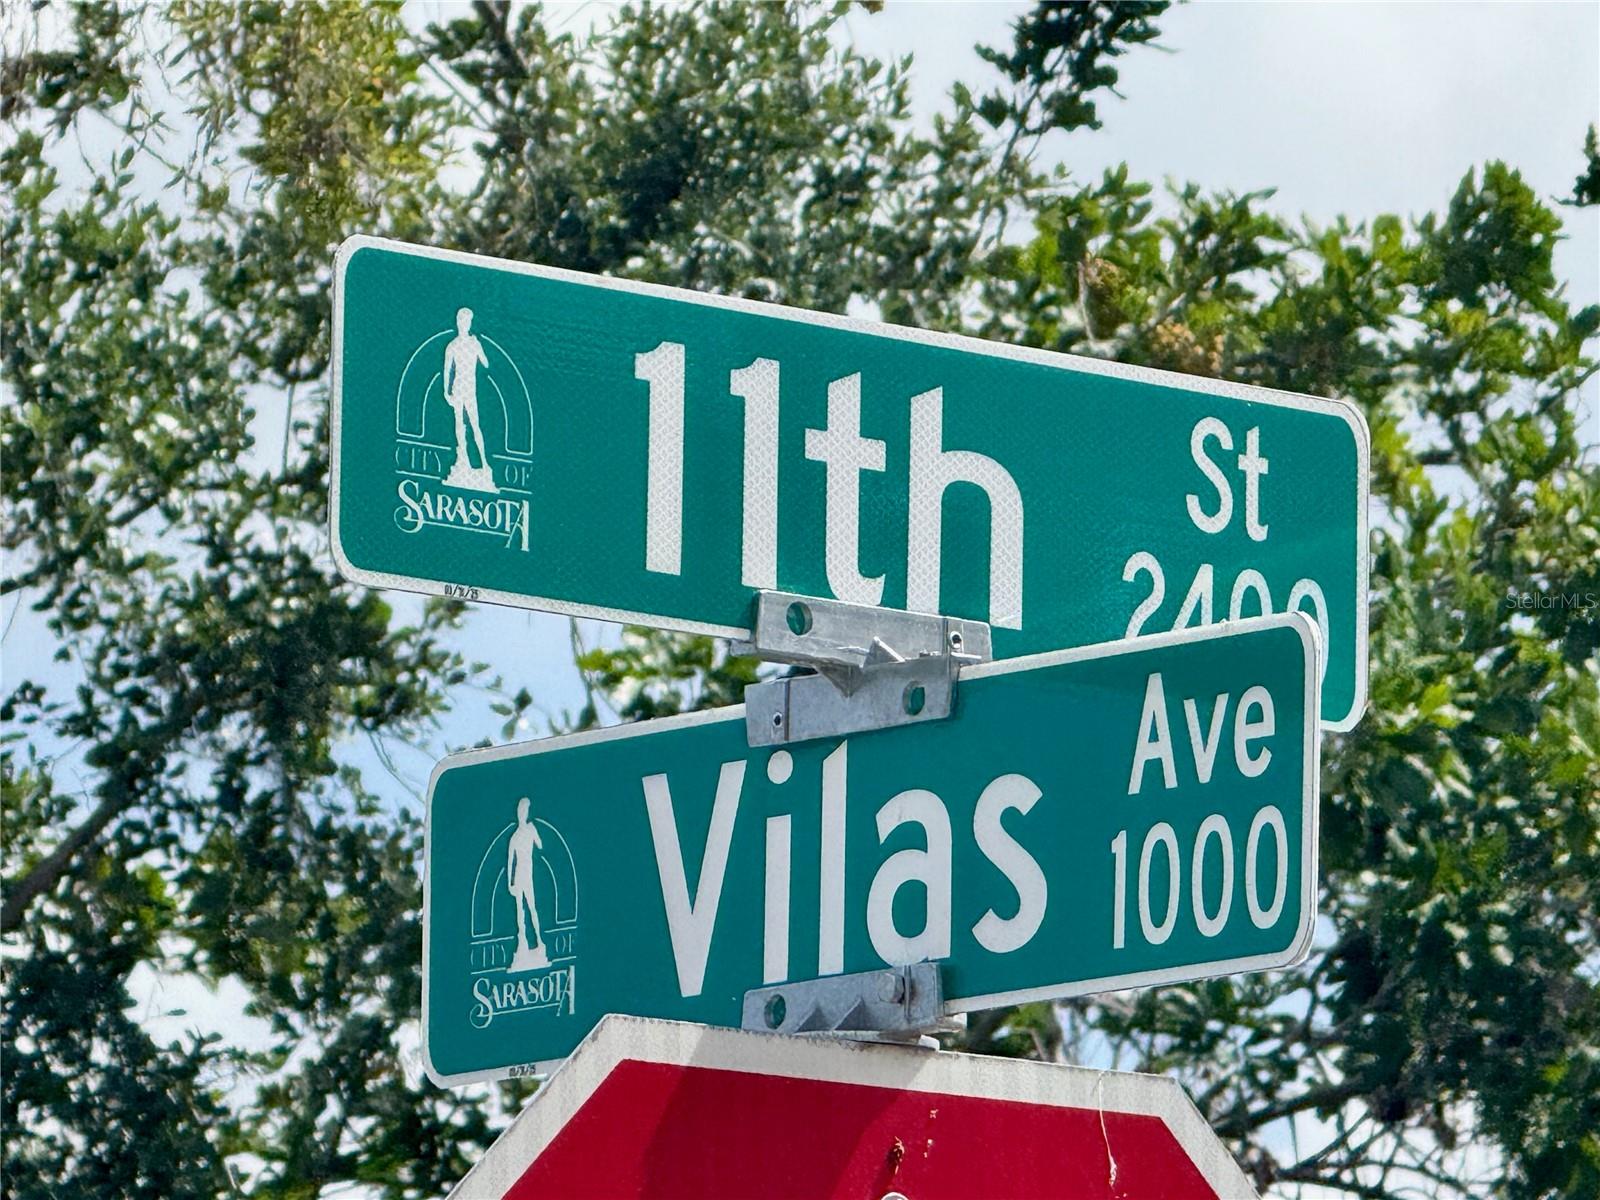 CITY OF
SARASOTA
11th
St
2400
Vilas
Ave
1000
CITY OF
SARASOTA
StellarMLS